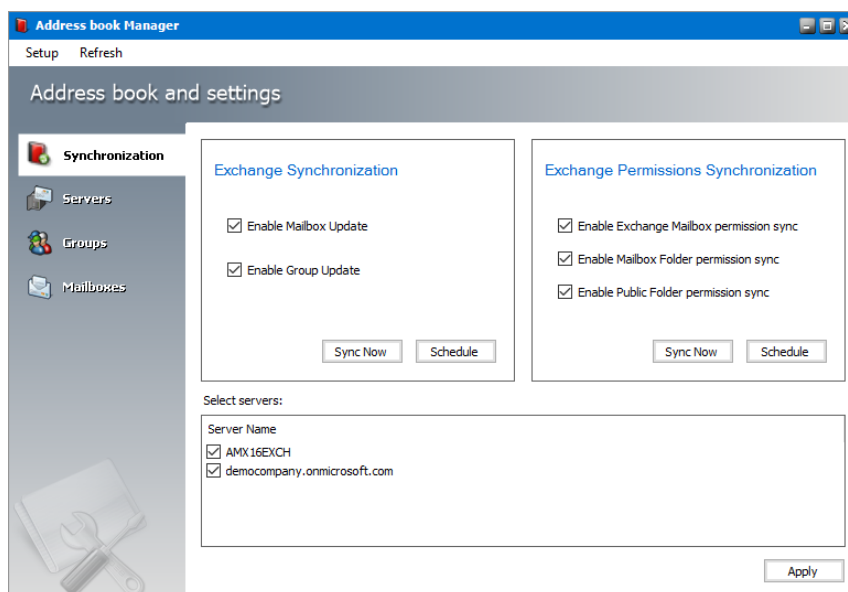 Address book Manager
Setup Refresh
Address book and settings
Synchronization
Servers
Groups
Mailboxes
Exchange Synchronization
Enable Mailbox Update
Enable Group Update
Sync Now Schedule
Exchange Permissions Synchronization
Enable Exchange Mailbox permission sync
Enable Mailbox Folder permission sync
Enable Public Folder permission sync
Sync Now Schedule
Select servers:
Server Name
AMX16EXCH
democompany.onmicrosoft.com
Apply